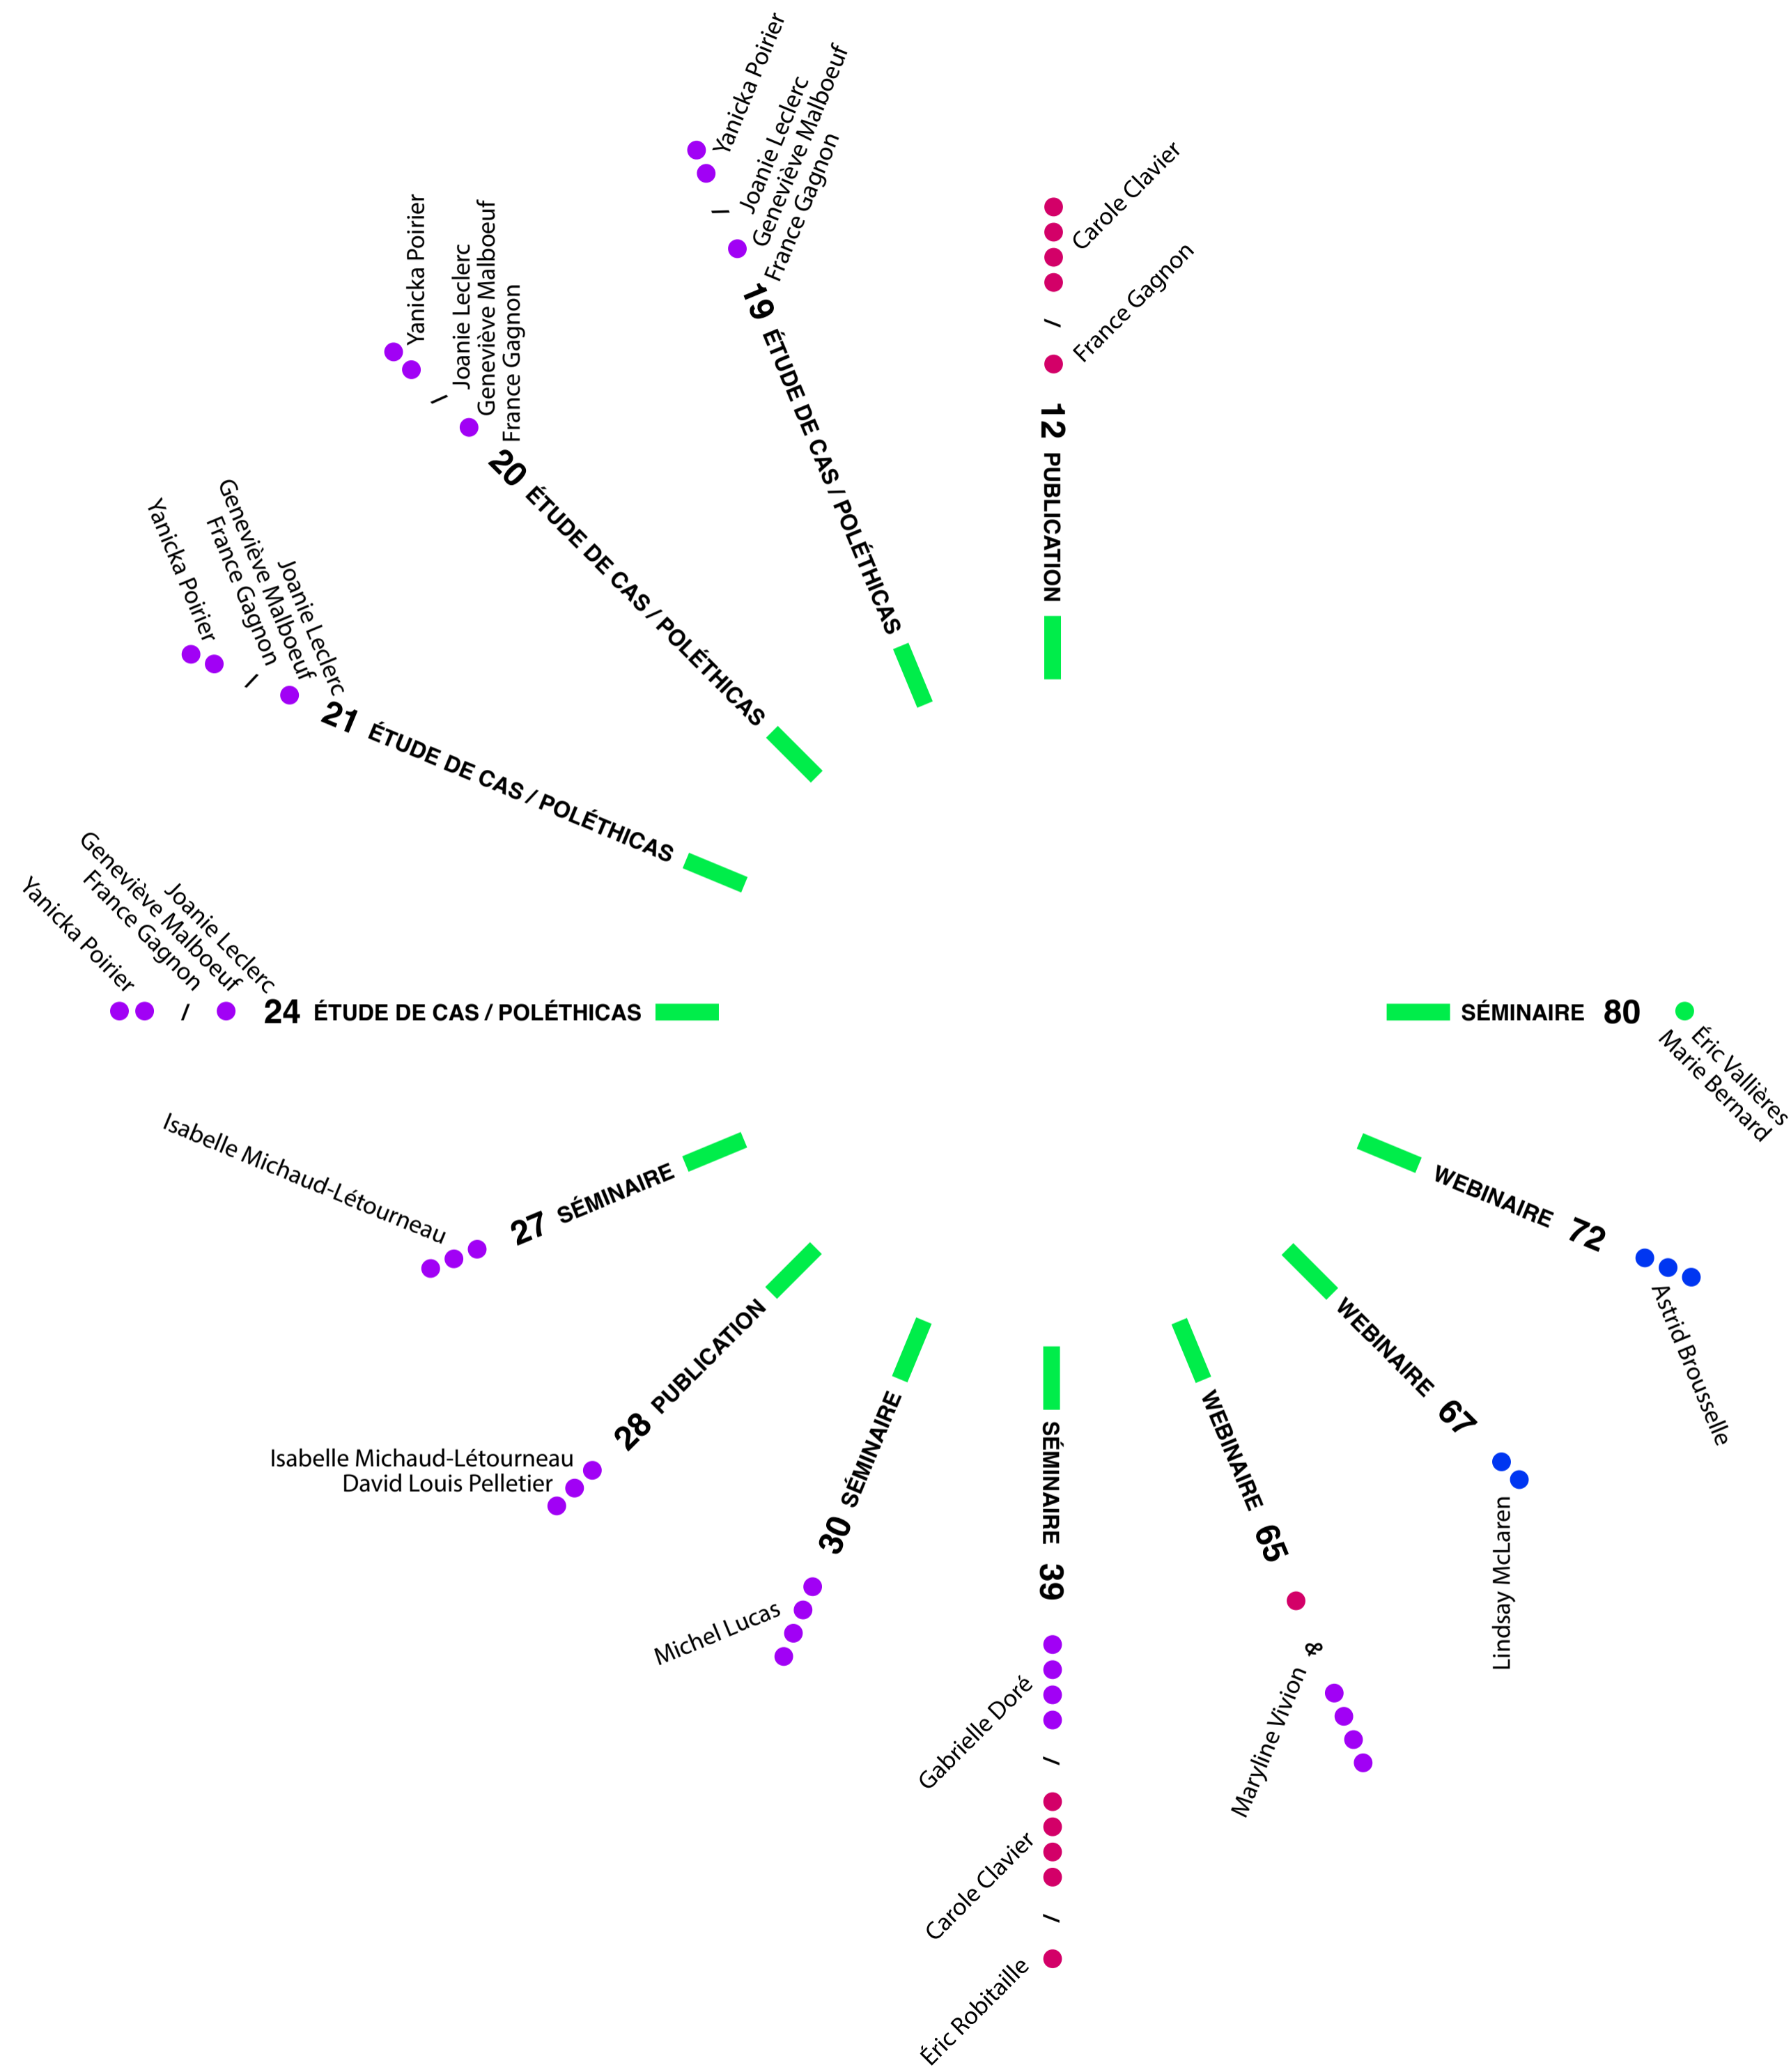 Carole Clavier
/
France Gagnon
12 PUBLICATION
Yanicka Poirier
/
Joanie Leclerc
Geneviève Malboeuf
France Gagnon
19 ÉTUDE DE CAS / POLÉTHICAS
Yanicka Poirier
/
Joanie Leclerc
Geneviève Malboeuf
France Gagnon
20 ÉTUDE DE CAS / POLÉTHICAS
Yanicka Poirier
/
France Gagnon
Geneviève Malboeuf
Joanie Leclerc
21 ÉTUDE DE CAS / POLÉTHICAS
Yanicka Poirier
/
France Gagnon
Geneviève Malboeuf
Joanie Leclerc
24 ÉTUDE DE CAS / POLÉTHICAS
Isabelle Michaud-Létourneau
27 SÉMINAIRE
Isabelle Michaud-Létourneau
David Louis Pelletier
28 PUBLICATION
Michel Lucas
30 SÉMINAIRE
SÉMINAIRE 39
Gabrielle Doré
/
Carole Clavier
/
Éric Robitaille
WEBINAIRE 65
&
Maryline Vivion
WEBINAIRE 67
Lindsay McLaren
WEBINAIRE 72
Astrid Brousselle
SÉMINAIRE 80
Éric Vallières
Marie Bernard